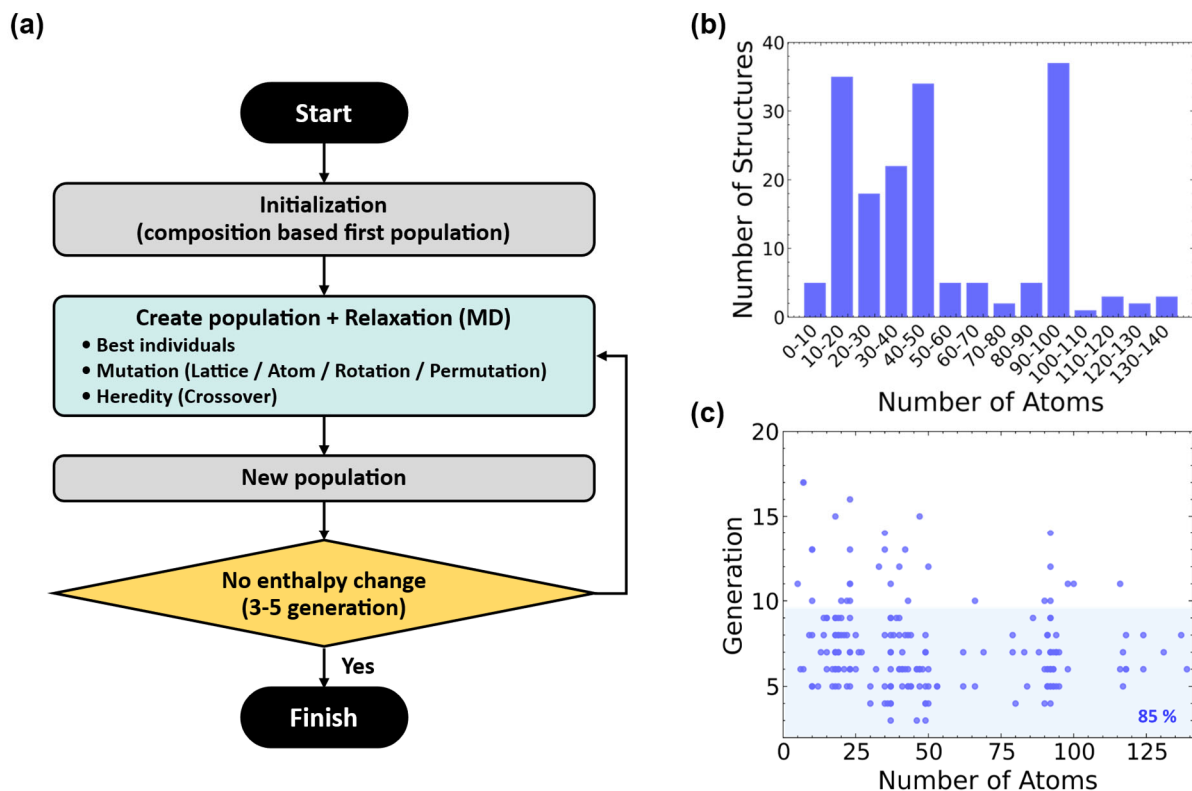 (a)
Start
Initialization
(composition based first population)
Create population + Relaxation (MD)
• Best individuals
• Mutation (Lattice / Atom / Rotation / Permutation)
• Heredity (Crossover)
New population
No enthalpy change
(3-5 generation)
Yes
Finish
(b)
Number of Structures
40
30
20
10
0
0-10
10-20
20-30
30-40
40-50
50-60
60-70
70-80
80-90
90-100
100-110
110-120
120-130
130-140
Number of Atoms
(c)
Generation
20
15
10
5
85 %
0
25
50
75
100
125
Number of Atoms